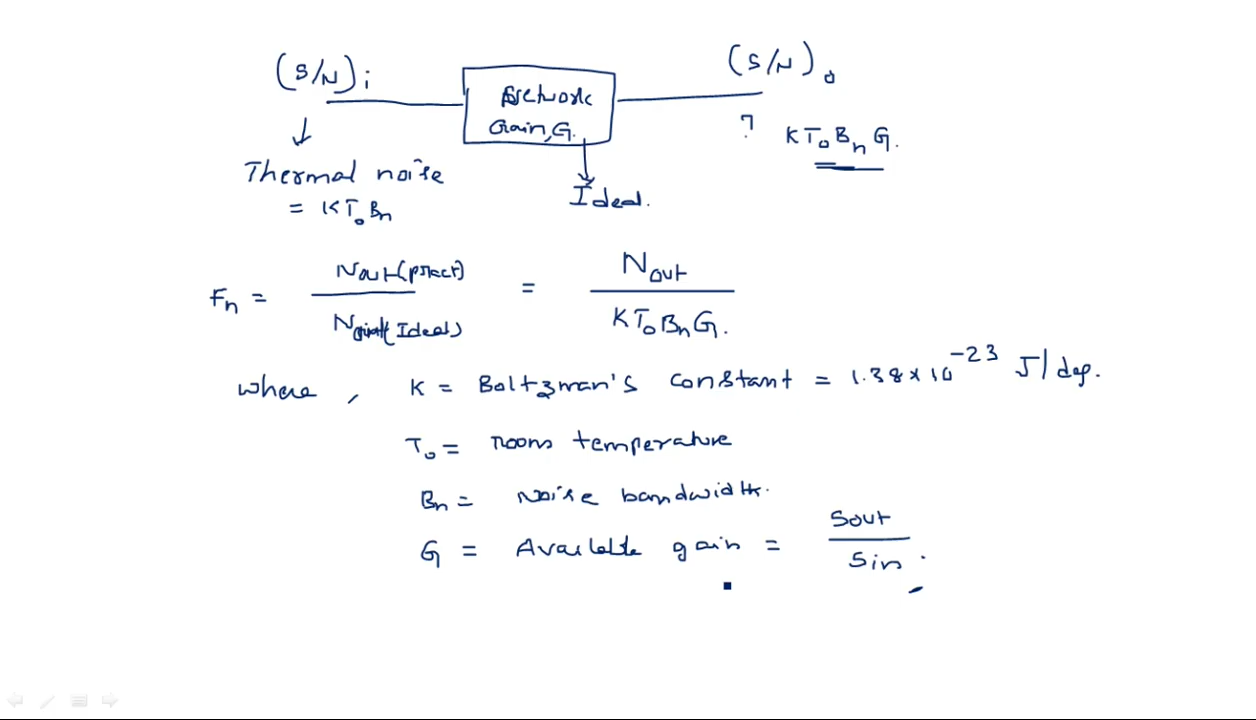 (S/N)i
(S/N)o
Network
Gain, G.
?
KToBnG.
Thermal noise
= KToBn
Ideal.
Fn = Nout(pract) / Nout(Ideal) = Nout / KToBnG.
where, K = Boltzman's constant = 1.38 × 10^-23 J/deg.
To = room temperature
Bn = Noise bandwidth.
G = Available gain = Sout / Sin.